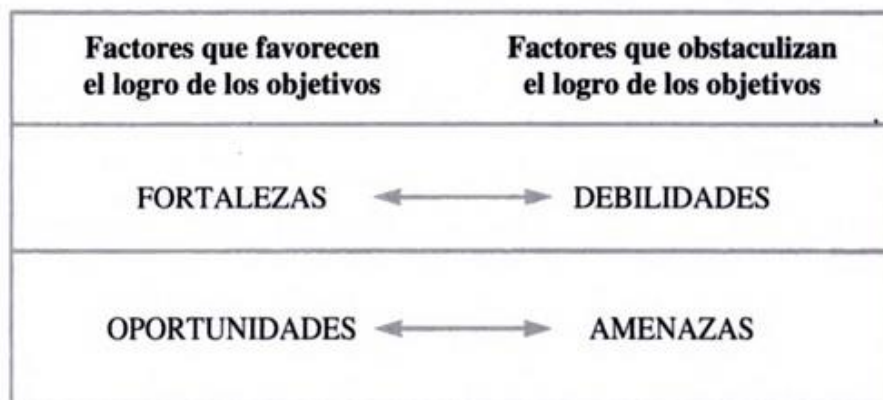 Factores que favorecen
el logro de los objetivos
Factores que obstaculizan
el logro de los objetivos
FORTALEZAS
DEBILIDADES
OPORTUNIDADES
AMENAZAS